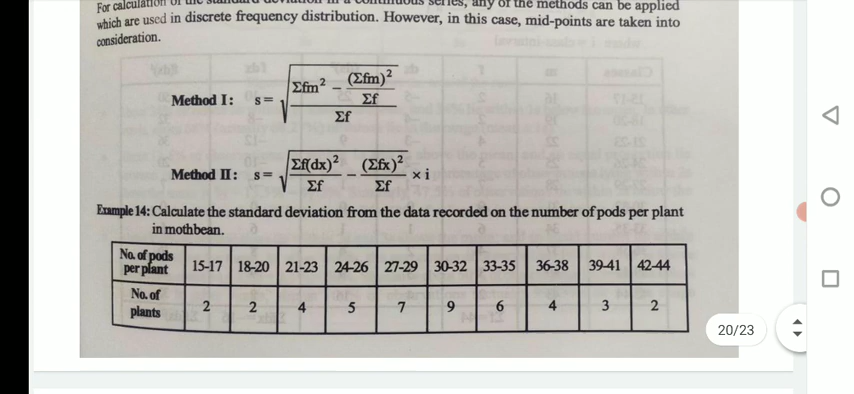 For calculation of the standard deviation in a continuous series, any of the methods can be applied
which are used in discrete frequency distribution. However, in this case, mid-points are taken into
consideration.
Method I: s = √((Σfm² − (Σfm)²/Σf)/Σf)
Method II: s = √(Σf(dx)²/Σf − (Σfx)²/Σf) × i
Example 14: Calculate the standard deviation from the data recorded on the number of pods per plant
in mothbean.
No. of pods per plant 15-17 18-20 21-23 24-26 27-29 30-32 33-35 36-38 39-41 42-44
No. of plants 2 2 4 5 7 9 6 4 3 2
20/23